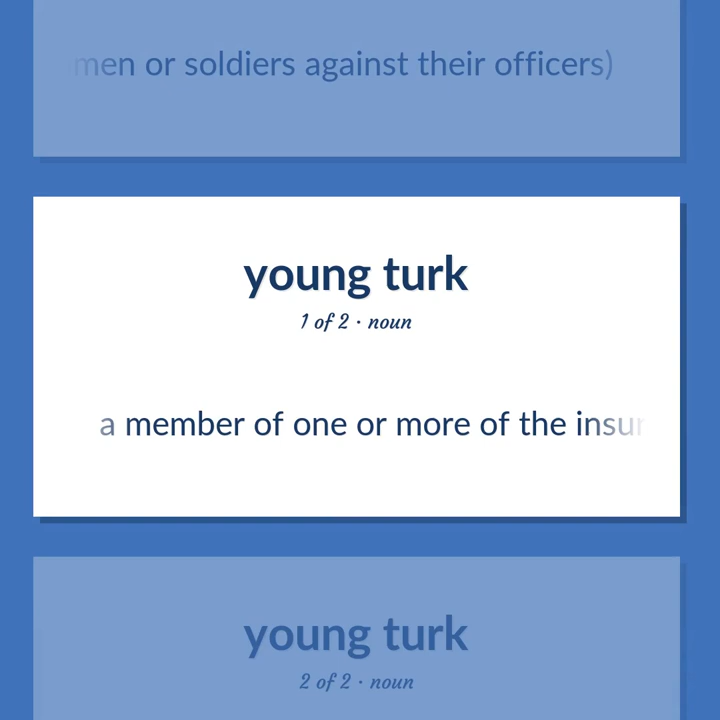 men or soldiers against their officers)
young turk
1 of 2 · noun
a member of one or more of the insur
young turk
2 of 2 · noun